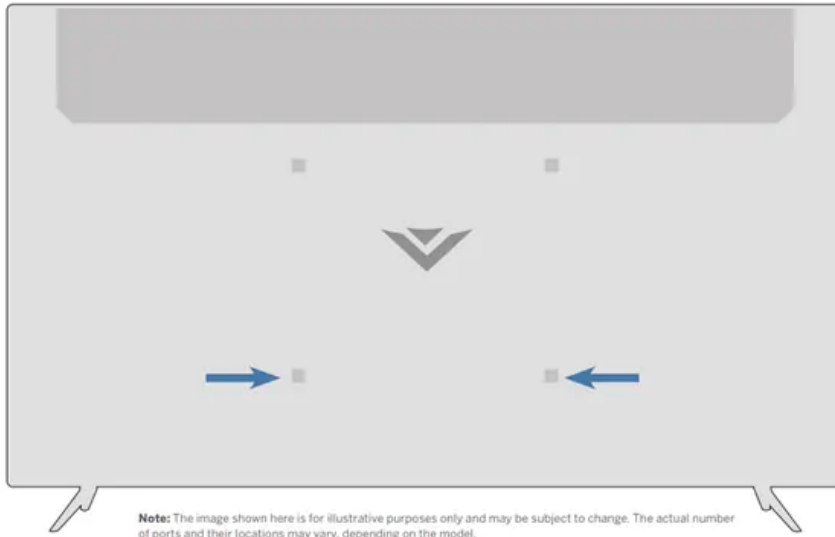 Note: The image shown here is for illustrative purposes only and may be subject to change. The actual number
of ports and their locations may vary, depending on the model.